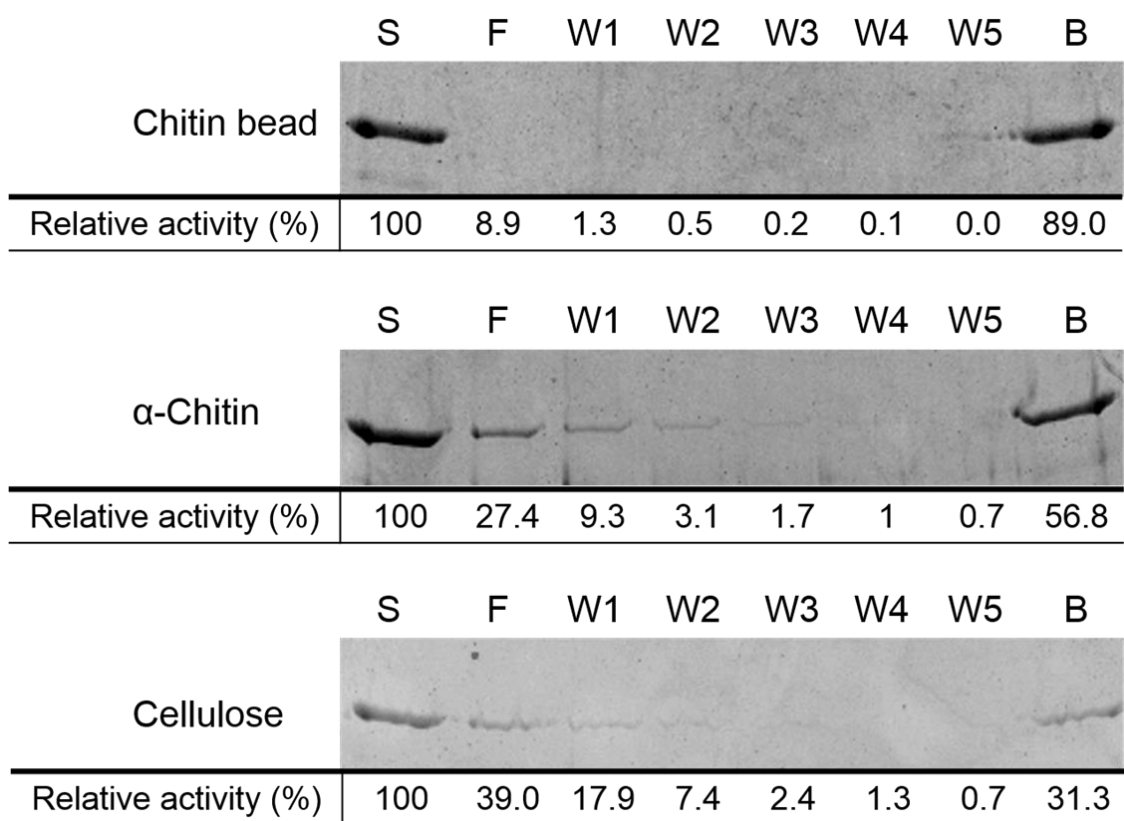 S F W1 W2 W3 W4 W5 B
Chitin bead
Relative activity (%) 100 8.9 1.3 0.5 0.2 0.1 0.0 89.0
S F W1 W2 W3 W4 W5 B
α-Chitin
Relative activity (%) 100 27.4 9.3 3.1 1.7 1 0.7 56.8
S F W1 W2 W3 W4 W5 B
Cellulose
Relative activity (%) 100 39.0 17.9 7.4 2.4 1.3 0.7 31.3